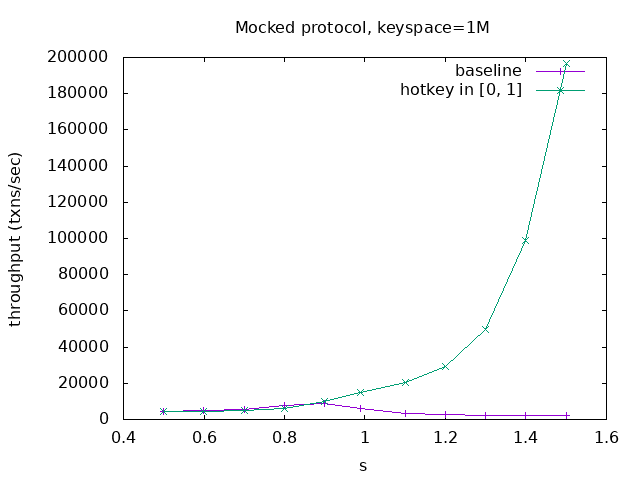 Mocked protocol, keyspace=1M
baseline
hotkey in [0, 1]
throughput (txns/sec)
200000
180000
160000
140000
120000
100000
80000
60000
40000
20000
0
0.4 0.6 0.8 1 1.2 1.4 1.6
s